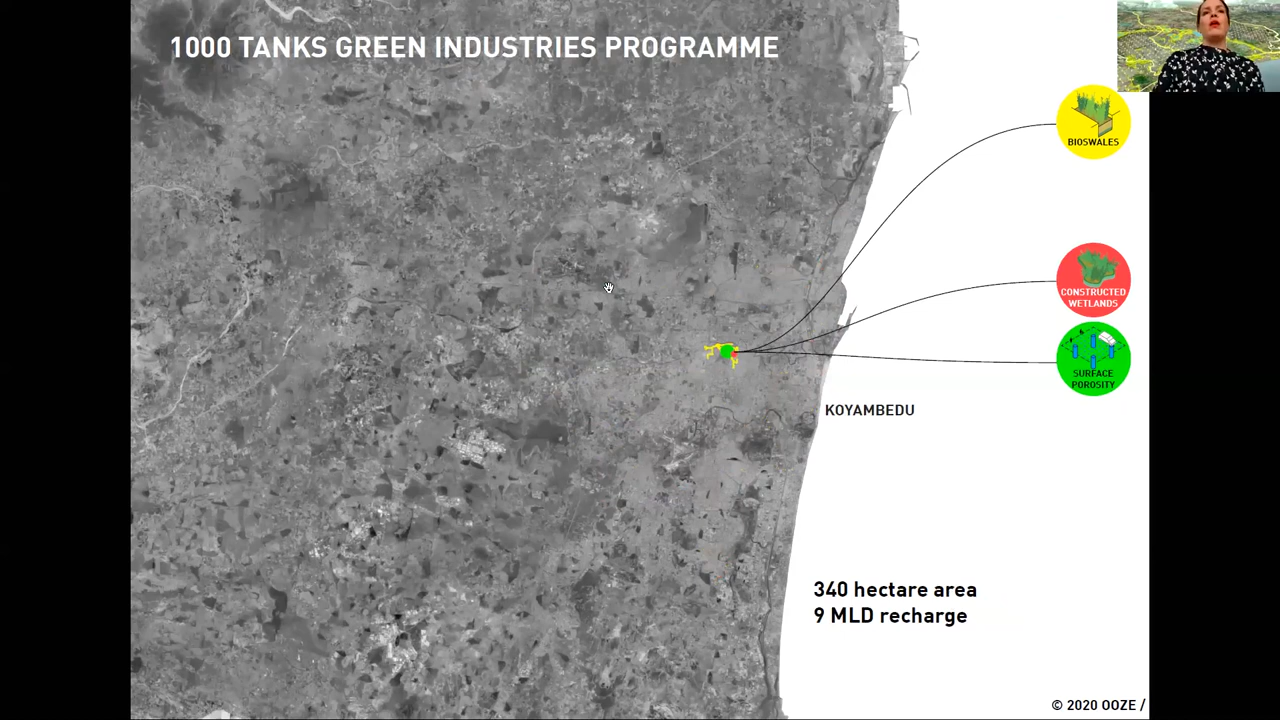 1000 TANKS GREEN INDUSTRIES PROGRAMME
BIOSWALES
CONSTRUCTED
WETLANDS
SURFACE
POROSITY
KOYAMBEDU
340 hectare area
9 MLD recharge
© 2020 OOZE /